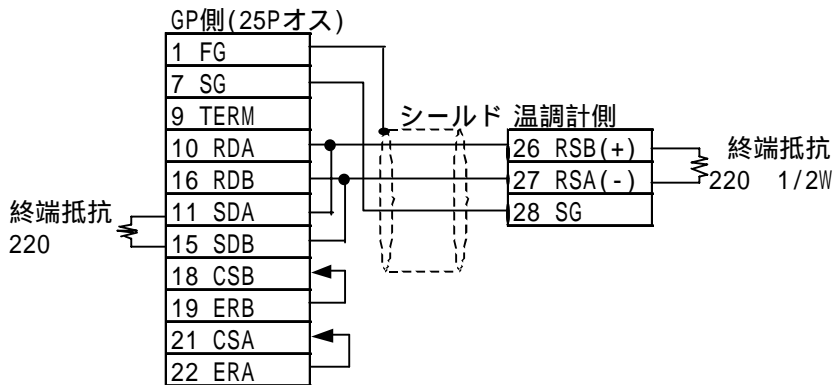 GP側(25Pオス)
1 FG
7 SG
9 TERM
10 RDA
16 RDB
11 SDA
15 SDB
18 CSB
19 ERB
21 CSA
22 ERA
終端抵抗
220
シールド
温調計側
26 RSB(+)
27 RSA(-)
28 SG
終端抵抗
220 1/2W